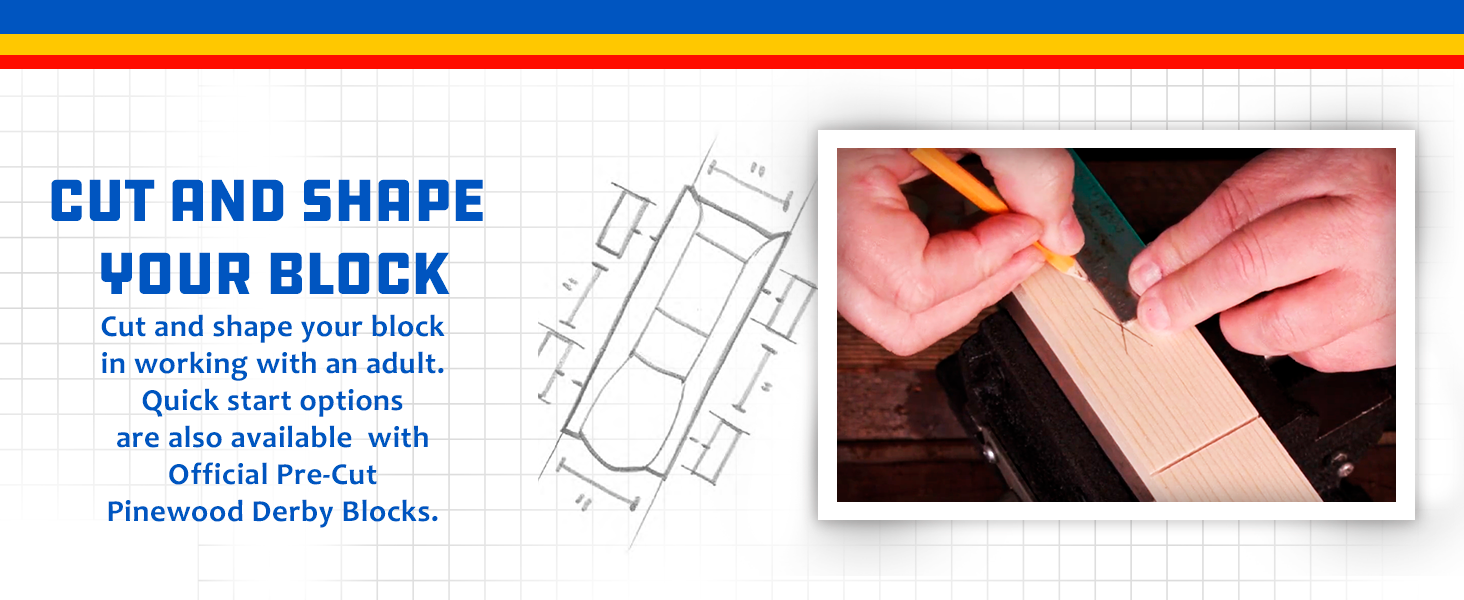 CUT AND SHAPE
YOUR BLOCK
Cut and shape your block
in working with an adult.
Quick start options
are also available  with
Official Pre-Cut
Pinewood Derby Blocks.